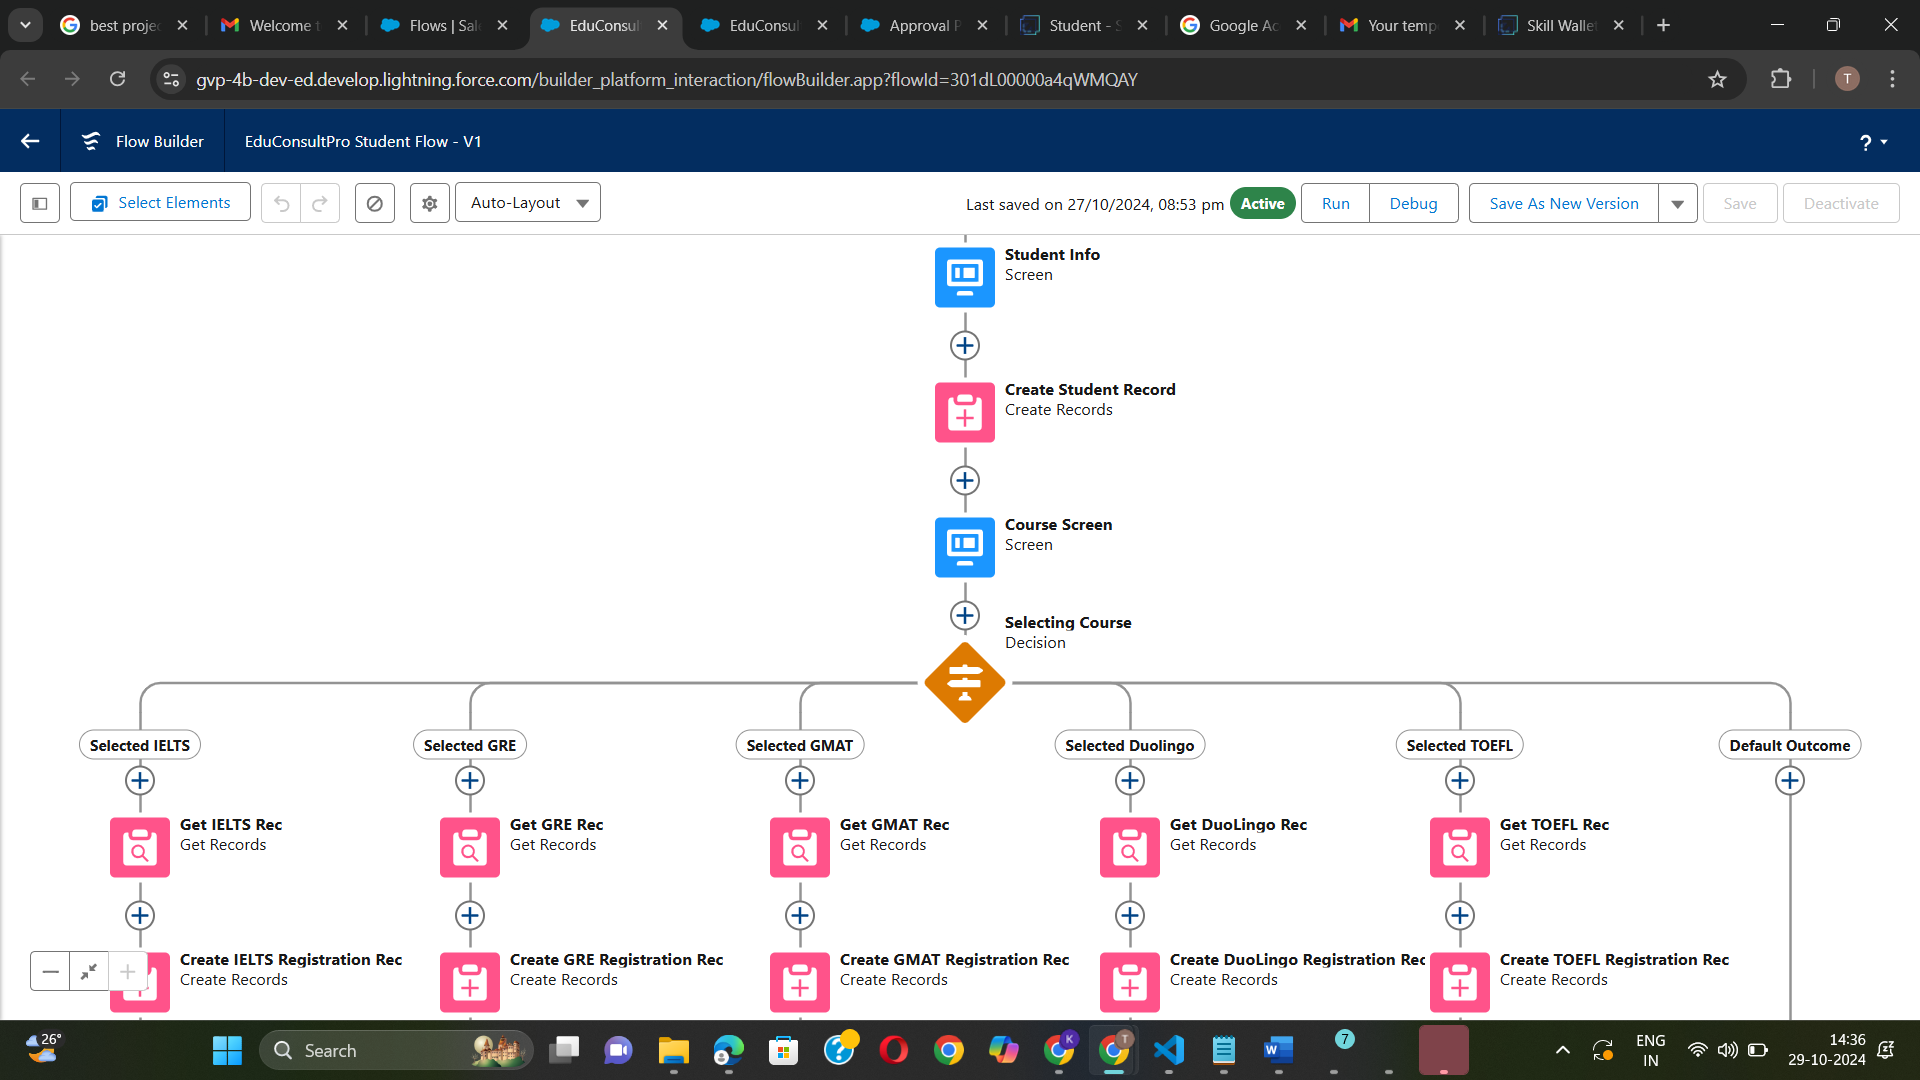 best proje
Welcome t
Flows | Sal
EduConsul
EduConsul
Approval P
Student - S
Google Ac
Your temp
Skill Wallet
gvp-4b-dev-ed.develop.lightning.force.com/builder_platform_interaction/flowBuilder.app?flowId=301dL00000a4qWMQAY
T
Flow Builder
EduConsultPro Student Flow - V1
?
Select Elements
Auto-Layout
Last saved on 27/10/2024, 08:53 pm
Active
Run
Debug
Save As New Version
Save
Deactivate
Student Info
Screen
Create Student Record
Create Records
Course Screen
Screen
Selecting Course
Decision
Selected IELTS
Selected GRE
Selected GMAT
Selected Duolingo
Selected TOEFL
Default Outcome
Get IELTS Rec
Get Records
Get GRE Rec
Get Records
Get GMAT Rec
Get Records
Get DuoLingo Rec
Get Records
Get TOEFL Rec
Get Records
Create IELTS Registration Rec
Create Records
Create GRE Registration Rec
Create Records
Create GMAT Registration Rec
Create Records
Create DuoLingo Registration Rec
Create Records
Create TOEFL Registration Rec
Create Records
26°
Search
K
T
W
7
ENG
IN
14:36
29-10-2024